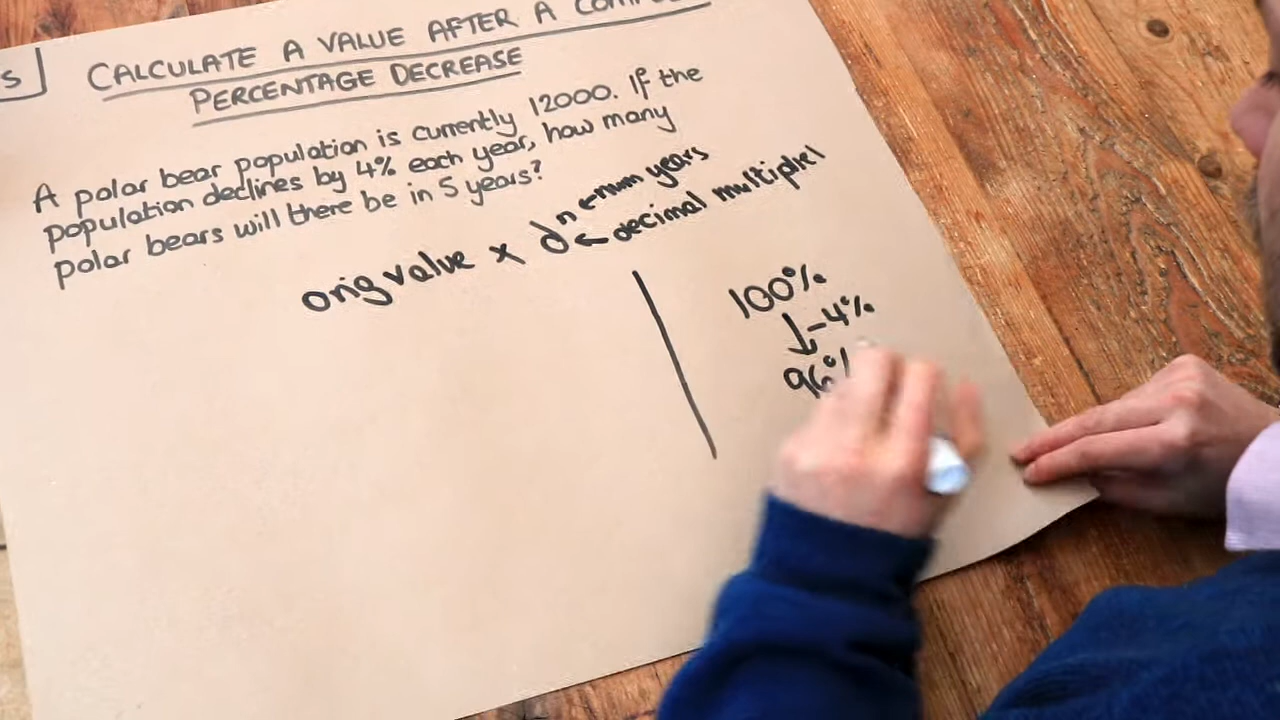 S
CALCULATE A VALUE AFTER A
PERCENTAGE DECREASE
A polar bear population is currently 12000. If the
population declines by 4% each year, how many
polar bears will there be in 5 years?
orig value × dⁿ ← num years
← decimal multiplier
100%
↓ -4%
96%